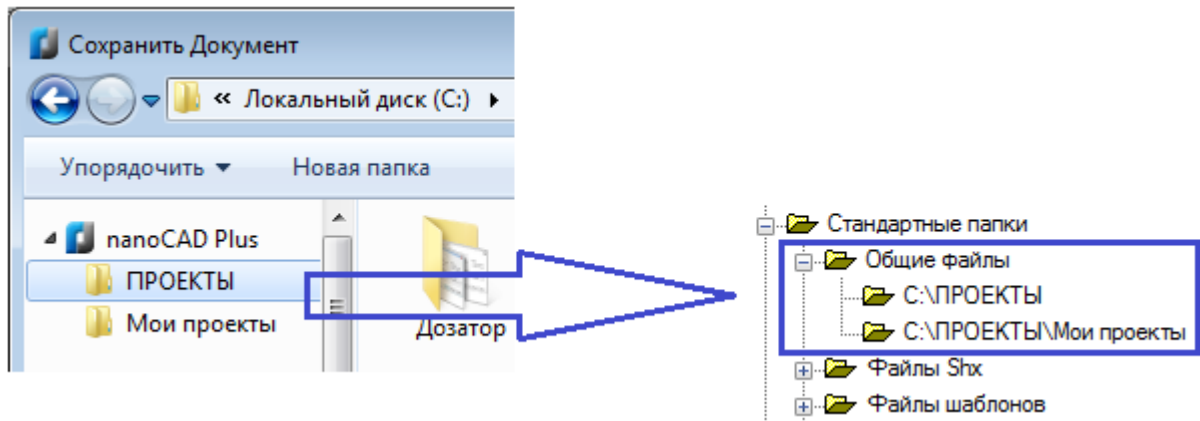 Сохранить Документ
« Локальный диск (C:)
Упорядочить Новая папка
nanoCAD Plus
ПРОЕКТЫ
Мои проекты
Дозатор
Стандартные папки
Общие файлы
C:\ПРОЕКТЫ
C:\ПРОЕКТЫ\Мои проекты
Файлы Shx
Файлы шаблонов